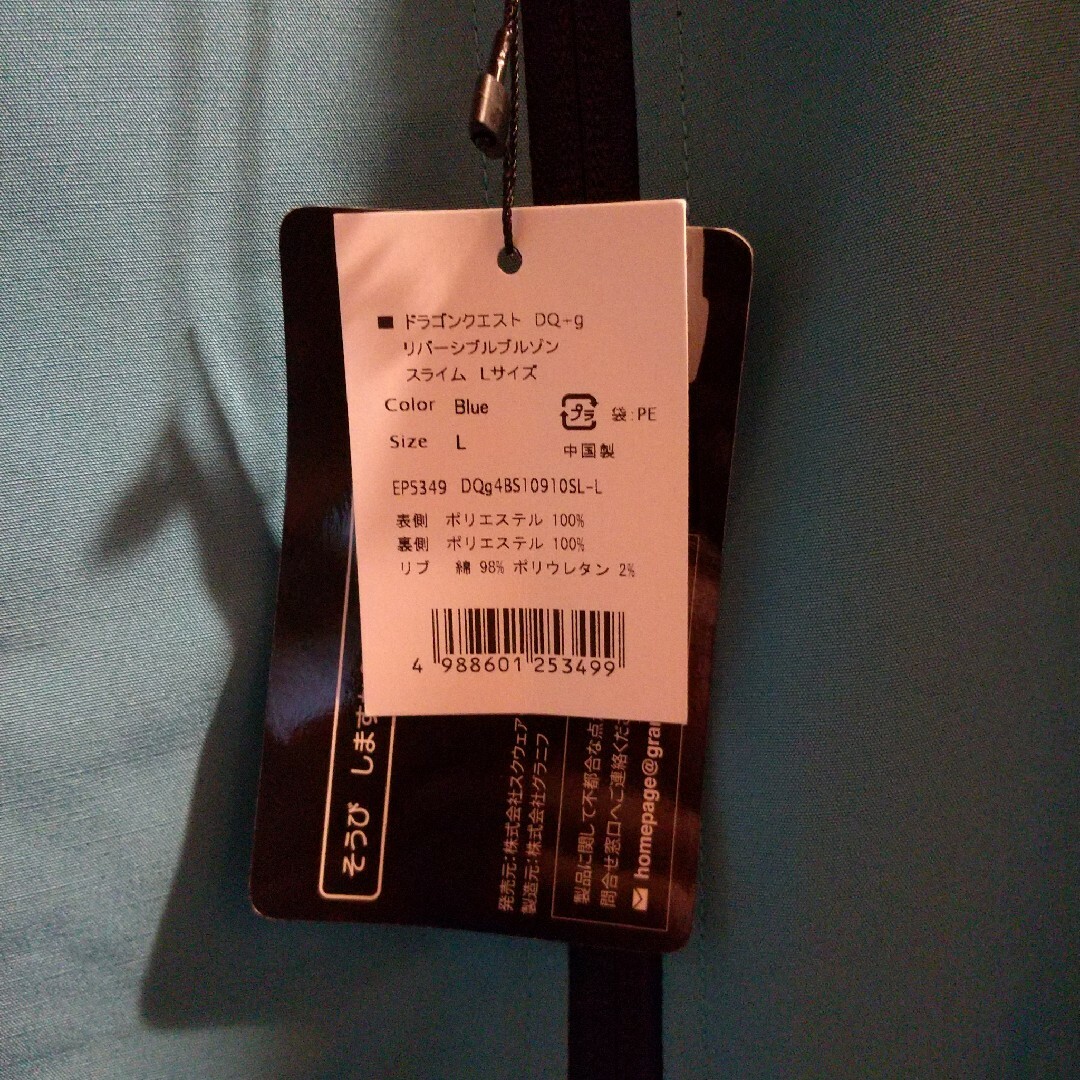 ■ ドラゴンクエスト DQ+g
リバーシブルブルゾン
スライム Lサイズ
Color Blue
プラ 袋:PE
Size L
中国製
EP5349 DQg4BS10910SL-L
表側 ポリエステル 100%
裏側 ポリエステル 100%
リブ 綿 98% ポリウレタン 2%
4 988601 253499
そうび します
発売元:株式会社スクウェア
製造元:株式会社グラニフ
製品に関して不都合な点
問合せ窓口へご連絡くだ
homepage@gra